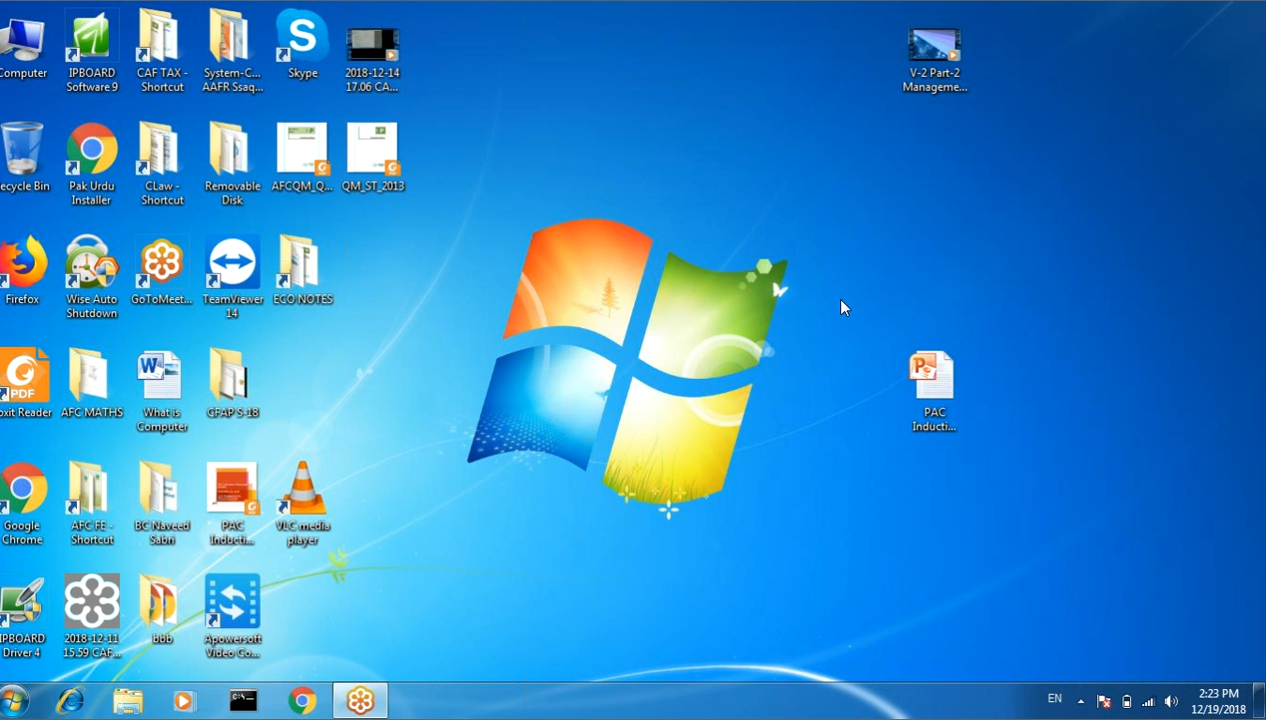 Computer
IPBOARD
Software 9
CAF TAX -
Shortcut
System-C...
AAFR Ssaq...
Skype
2018-12-14
17.06 CA...
V-2 Part-2
Manageme...
ecycle Bin
Pak Urdu
Installer
CLaw -
Shortcut
Removable
Disk
AFCQM_Q...
QM_ST_2013
Firefox
Wise Auto
Shutdown
GoToMeet...
TeamViewer
14
ECO NOTES
PDF
oxit Reader
AFC MATHS
What is
Computer
CFAP S-18
PAC
Inducti...
Google
Chrome
AFC FE -
Shortcut
BC Naveed
Sabri
PAC
Inducti...
VLC media
player
IPBOARD
Driver 4
2018-12-11
15.59 CAF...
bbb
Apowersoft
Video Co...
EN
2:23 PM
12/19/2018